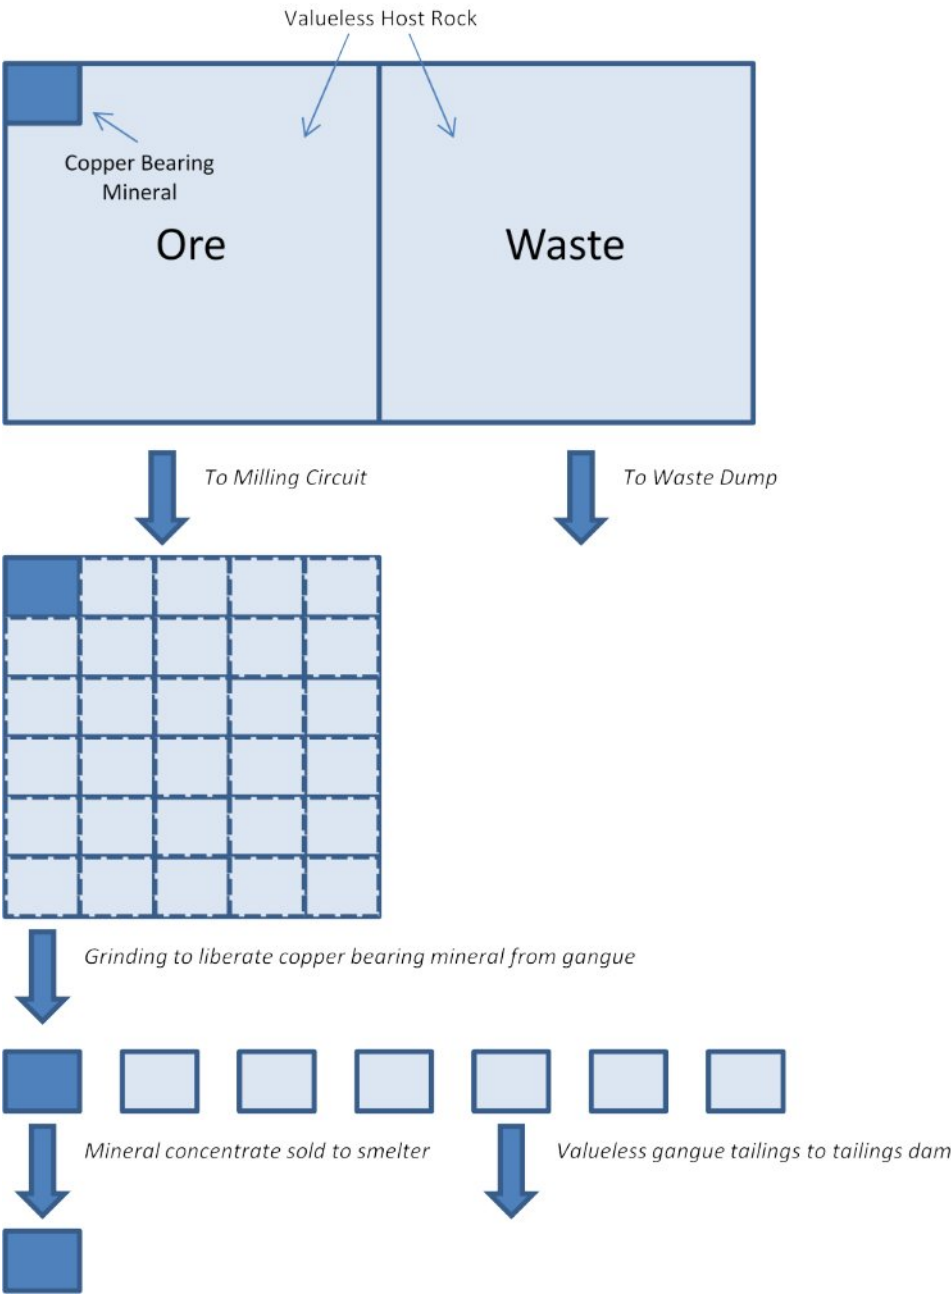 Valueless Host Rock
Copper Bearing
Mineral
Ore
Waste
To Milling Circuit
To Waste Dump
Grinding to liberate copper bearing mineral from gangue
Mineral concentrate sold to smelter
Valueless gangue tailings to tailings dam